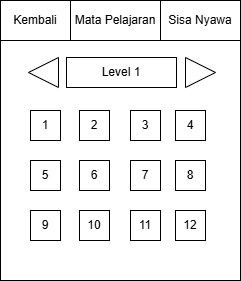 Kembali Mata Pelajaran Sisa Nyawa
Level 1
1 2 3 4
5 6 7 8
9 10 11 12